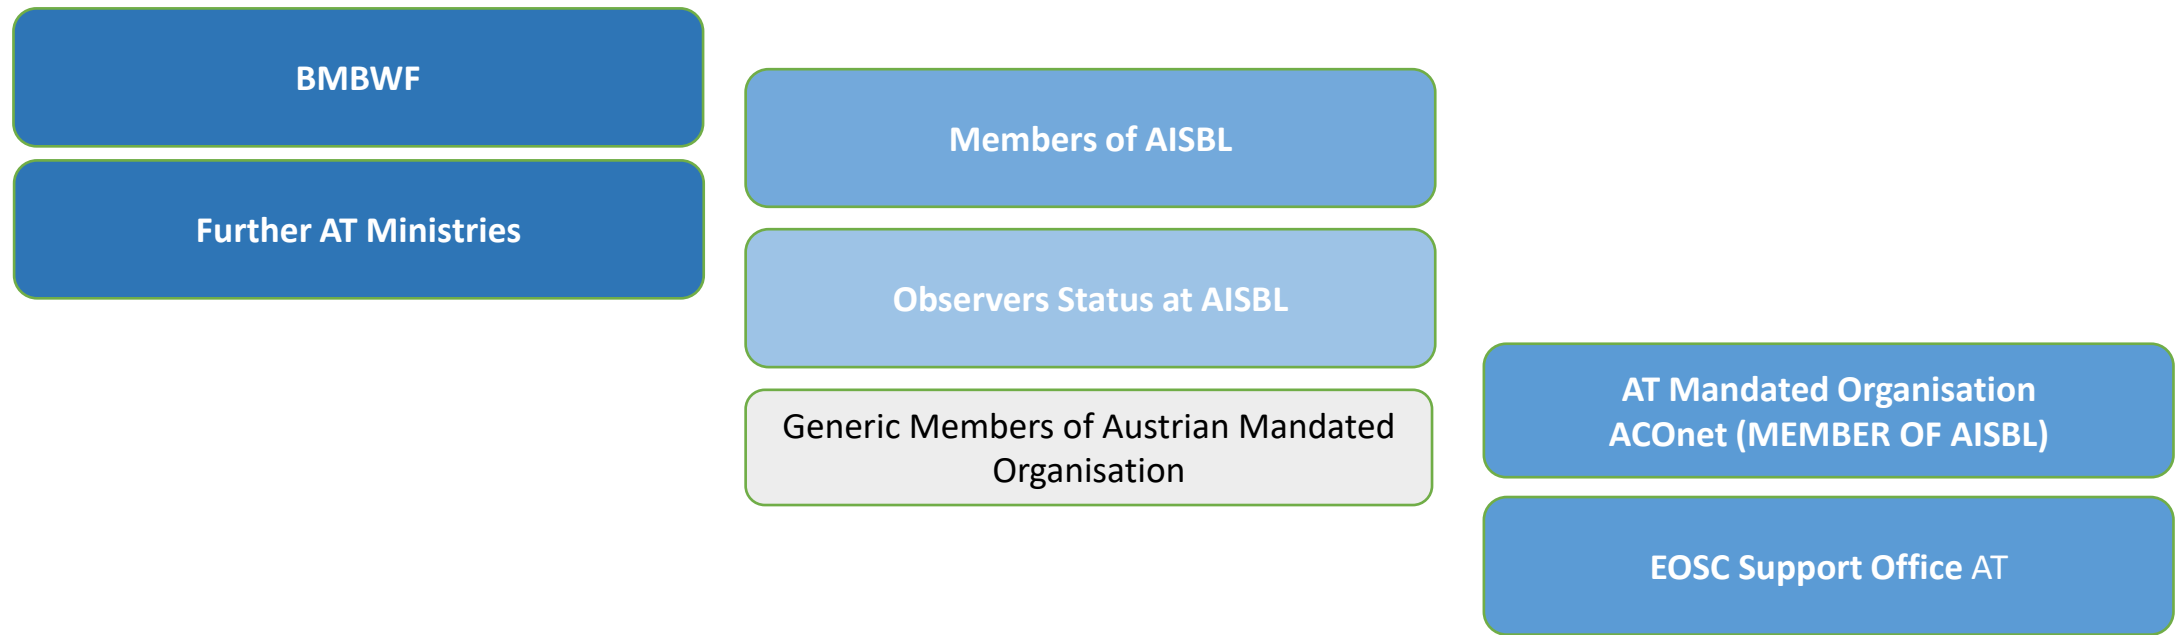 BMBWF
Further AT Ministries
Members of AISBL
Observers Status at AISBL
Generic Members of Austrian Mandated
Organisation
AT Mandated Organisation
ACOnet (MEMBER OF AISBL)
EOSC Support Office AT